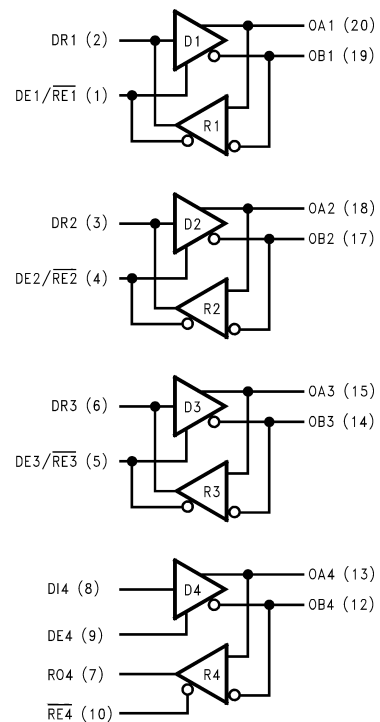 DR1 (2) D1 OA1 (20)
OB1 (19)
DE1/RE1 (1)
R1
DR2 (3) D2 OA2 (18)
OB2 (17)
DE2/RE2 (4)
R2
DR3 (6) D3 OA3 (15)
OB3 (14)
DE3/RE3 (5)
R3
DI4 (8) D4 OA4 (13)
OB4 (12)
DE4 (9)
RO4 (7) R4
RE4 (10)